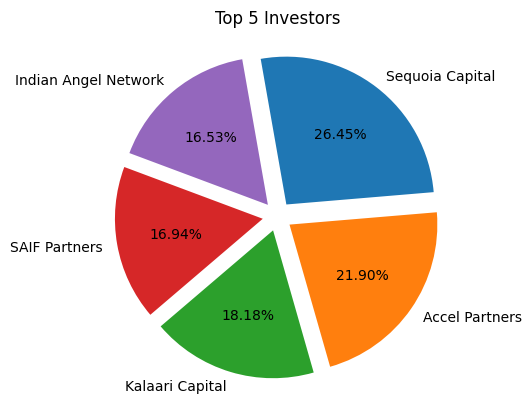 Top 5 Investors
Sequoia Capital
26.45%
Indian Angel Network
16.53%
SAIF Partners
16.94%
Kalaari Capital
18.18%
Accel Partners
21.90%